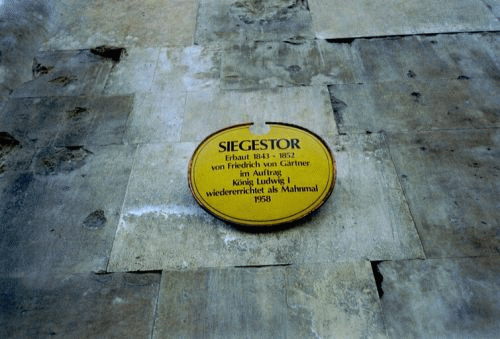 SIEGESTOR
Erbaut 1843 - 1852
von Friedrich von Gärtner
im Auftrag
König Ludwig I
wiedererrichtet als Mahnmal
1958